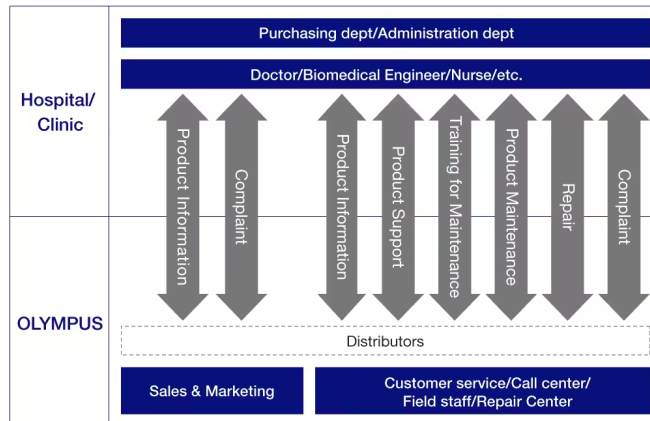 Purchasing dept/Administration dept
Doctor/Biomedical Engineer/Nurse/etc.
Hospital/
Clinic
Product Information
Complaint
Product Information
Product Support
Training for Maintenance
Product Maintenance
Repair
Complaint
OLYMPUS
Distributors
Sales & Marketing
Customer service/Call center/
Field staff/Repair Center